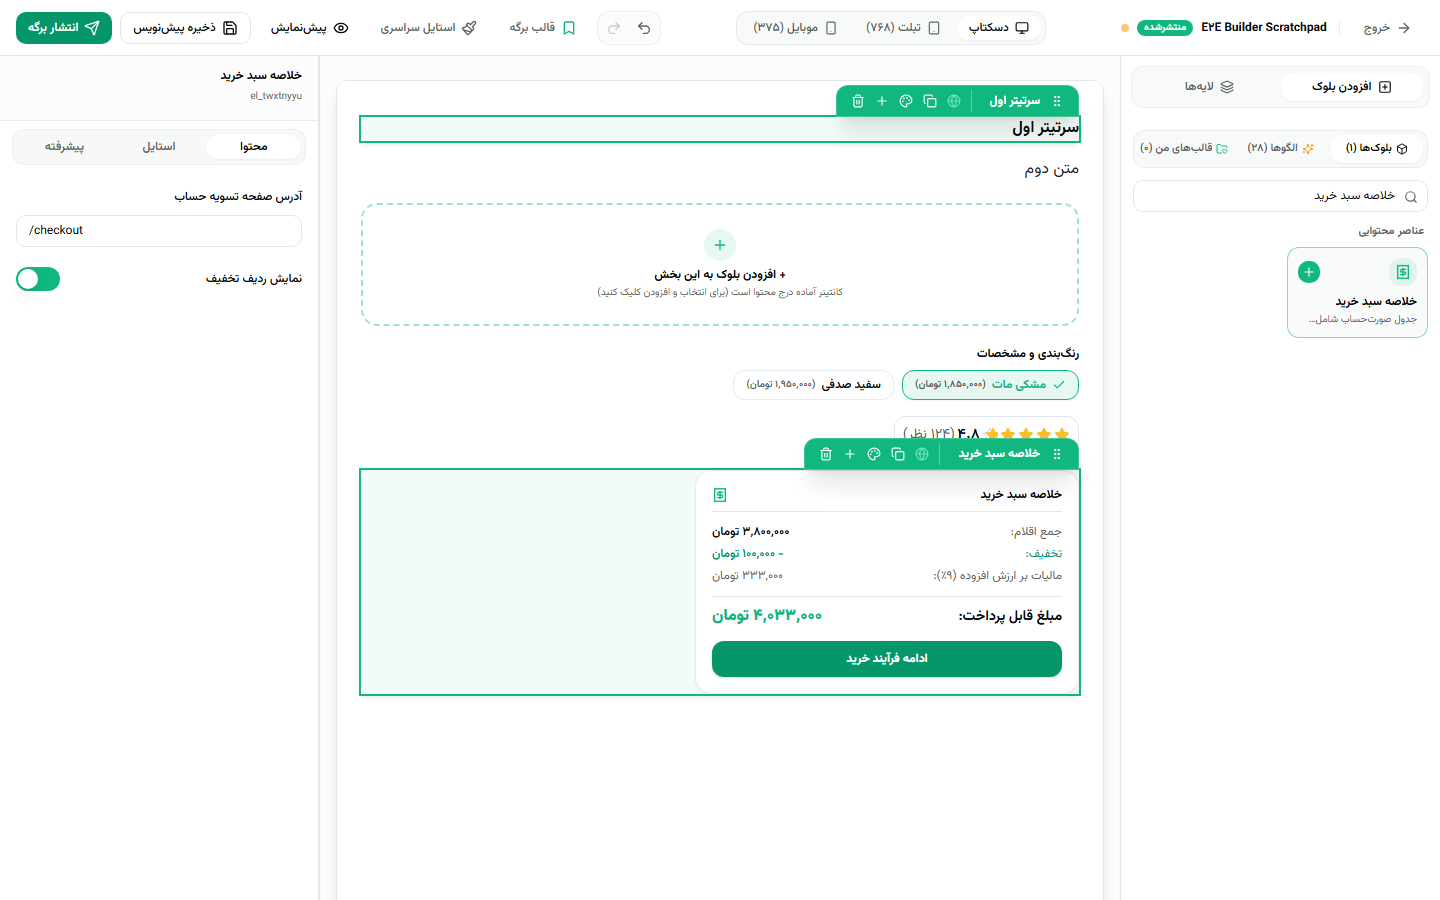 خروج
E2E Builder Scratchpad
منتشرشده
دسکتاپ
تبلت (۷۶۸)
موبایل (۳۷۵)
قالب برگه
استایل سراسری
پیش‌نمایش
ذخیره پیش‌نویس
انتشار برگه
افزودن بلوک
لایه‌ها
بلوک‌ها (۱)
الگوها (۲۸)
قالب‌های من (۰)
خلاصه سبد خرید
عناصر محتوایی
خلاصه سبد خرید
جدول صورت‌حساب شامل...
سرتیتر اول
سرتیتر اول
متن دوم
+ افزودن بلوک به این بخش
کانتینر آماده درج محتوا است (برای انتخاب و افزودن کلیک کنید)
رنگ‌بندی و مشخصات
مشکی مات (۱,۸۵۰,۰۰۰ تومان)
سفید صدفی (۱,۹۵۰,۰۰۰ تومان)
۴.۸ (۱۲۴ نظر)
خلاصه سبد خرید
خلاصه سبد خرید
جمع اقلام:
۳,۸۰۰,۰۰۰ تومان
تخفیف:
- ۱۰۰,۰۰۰ تومان
مالیات بر ارزش افزوده (۹٪):
۳۳۳,۰۰۰ تومان
مبلغ قابل پرداخت:
۴,۰۳۳,۰۰۰ تومان
ادامه فرآیند خرید
خلاصه سبد خرید
el_twxtnyyu
محتوا
استایل
پیشرفته
آدرس صفحه تسویه حساب
/checkout
نمایش ردیف تخفیف